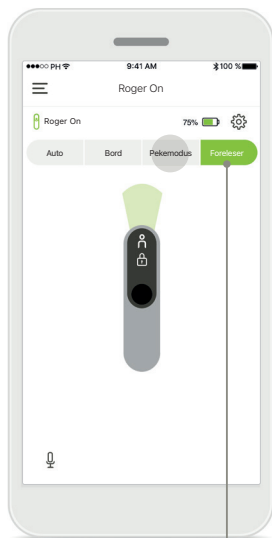 PH 9:41 AM 100 %
Roger On
Roger On 75%
Auto Bord Pekemodus Foreleser